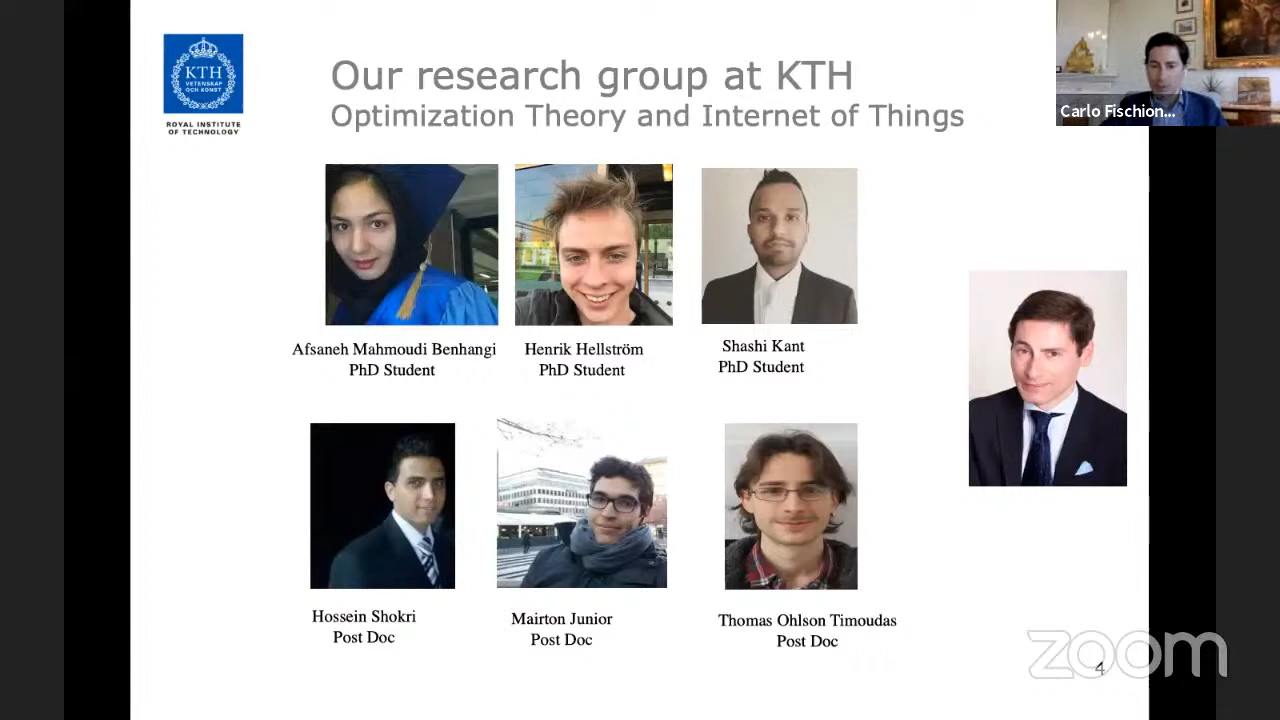 KTH
VETENSKAP
OCH KONST
ROYAL INSTITUTE
OF TECHNOLOGY
Our research group at KTH
Optimization Theory and Internet of Things
Carlo Fischion...
Afsaneh Mahmoudi Benhangi
PhD Student
Henrik Hellström
PhD Student
Shashi Kant
PhD Student
Hossein Shokri
Post Doc
Mairton Junior
Post Doc
Thomas Ohlson Timoudas
Post Doc
zoom
4